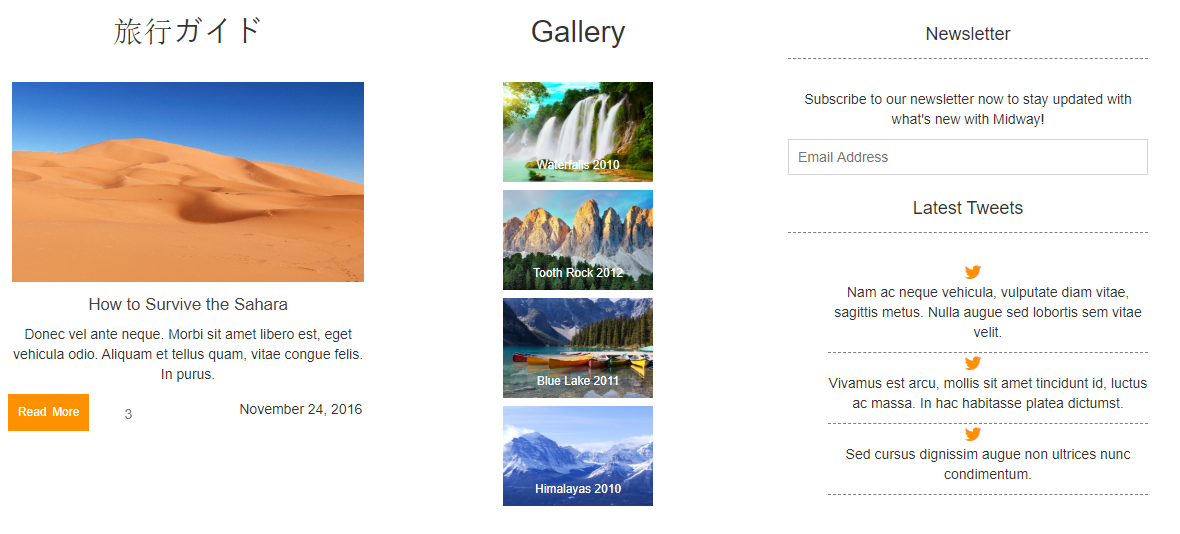 旅行ガイド
How to Survive the Sahara
Donec vel ante neque. Morbi sit amet libero est, eget
vehicula odio. Aliquam et tellus quam, vitae congue felis.
In purus.
Read More
3
November 24, 2016
Gallery
Waterfalls 2010
Tooth Rock 2012
Blue Lake 2011
Himalayas 2010
Newsletter
Subscribe to our newsletter now to stay updated with
what's new with Midway!
Email Address
Latest Tweets
Nam ac neque vehicula, vulputate diam vitae,
sagittis metus. Nulla augue sed lobortis sem vitae
velit.
Vivamus est arcu, mollis sit amet tincidunt id, luctus
ac massa. In hac habitasse platea dictumst.
Sed cursus dignissim augue non ultrices nunc
condimentum.